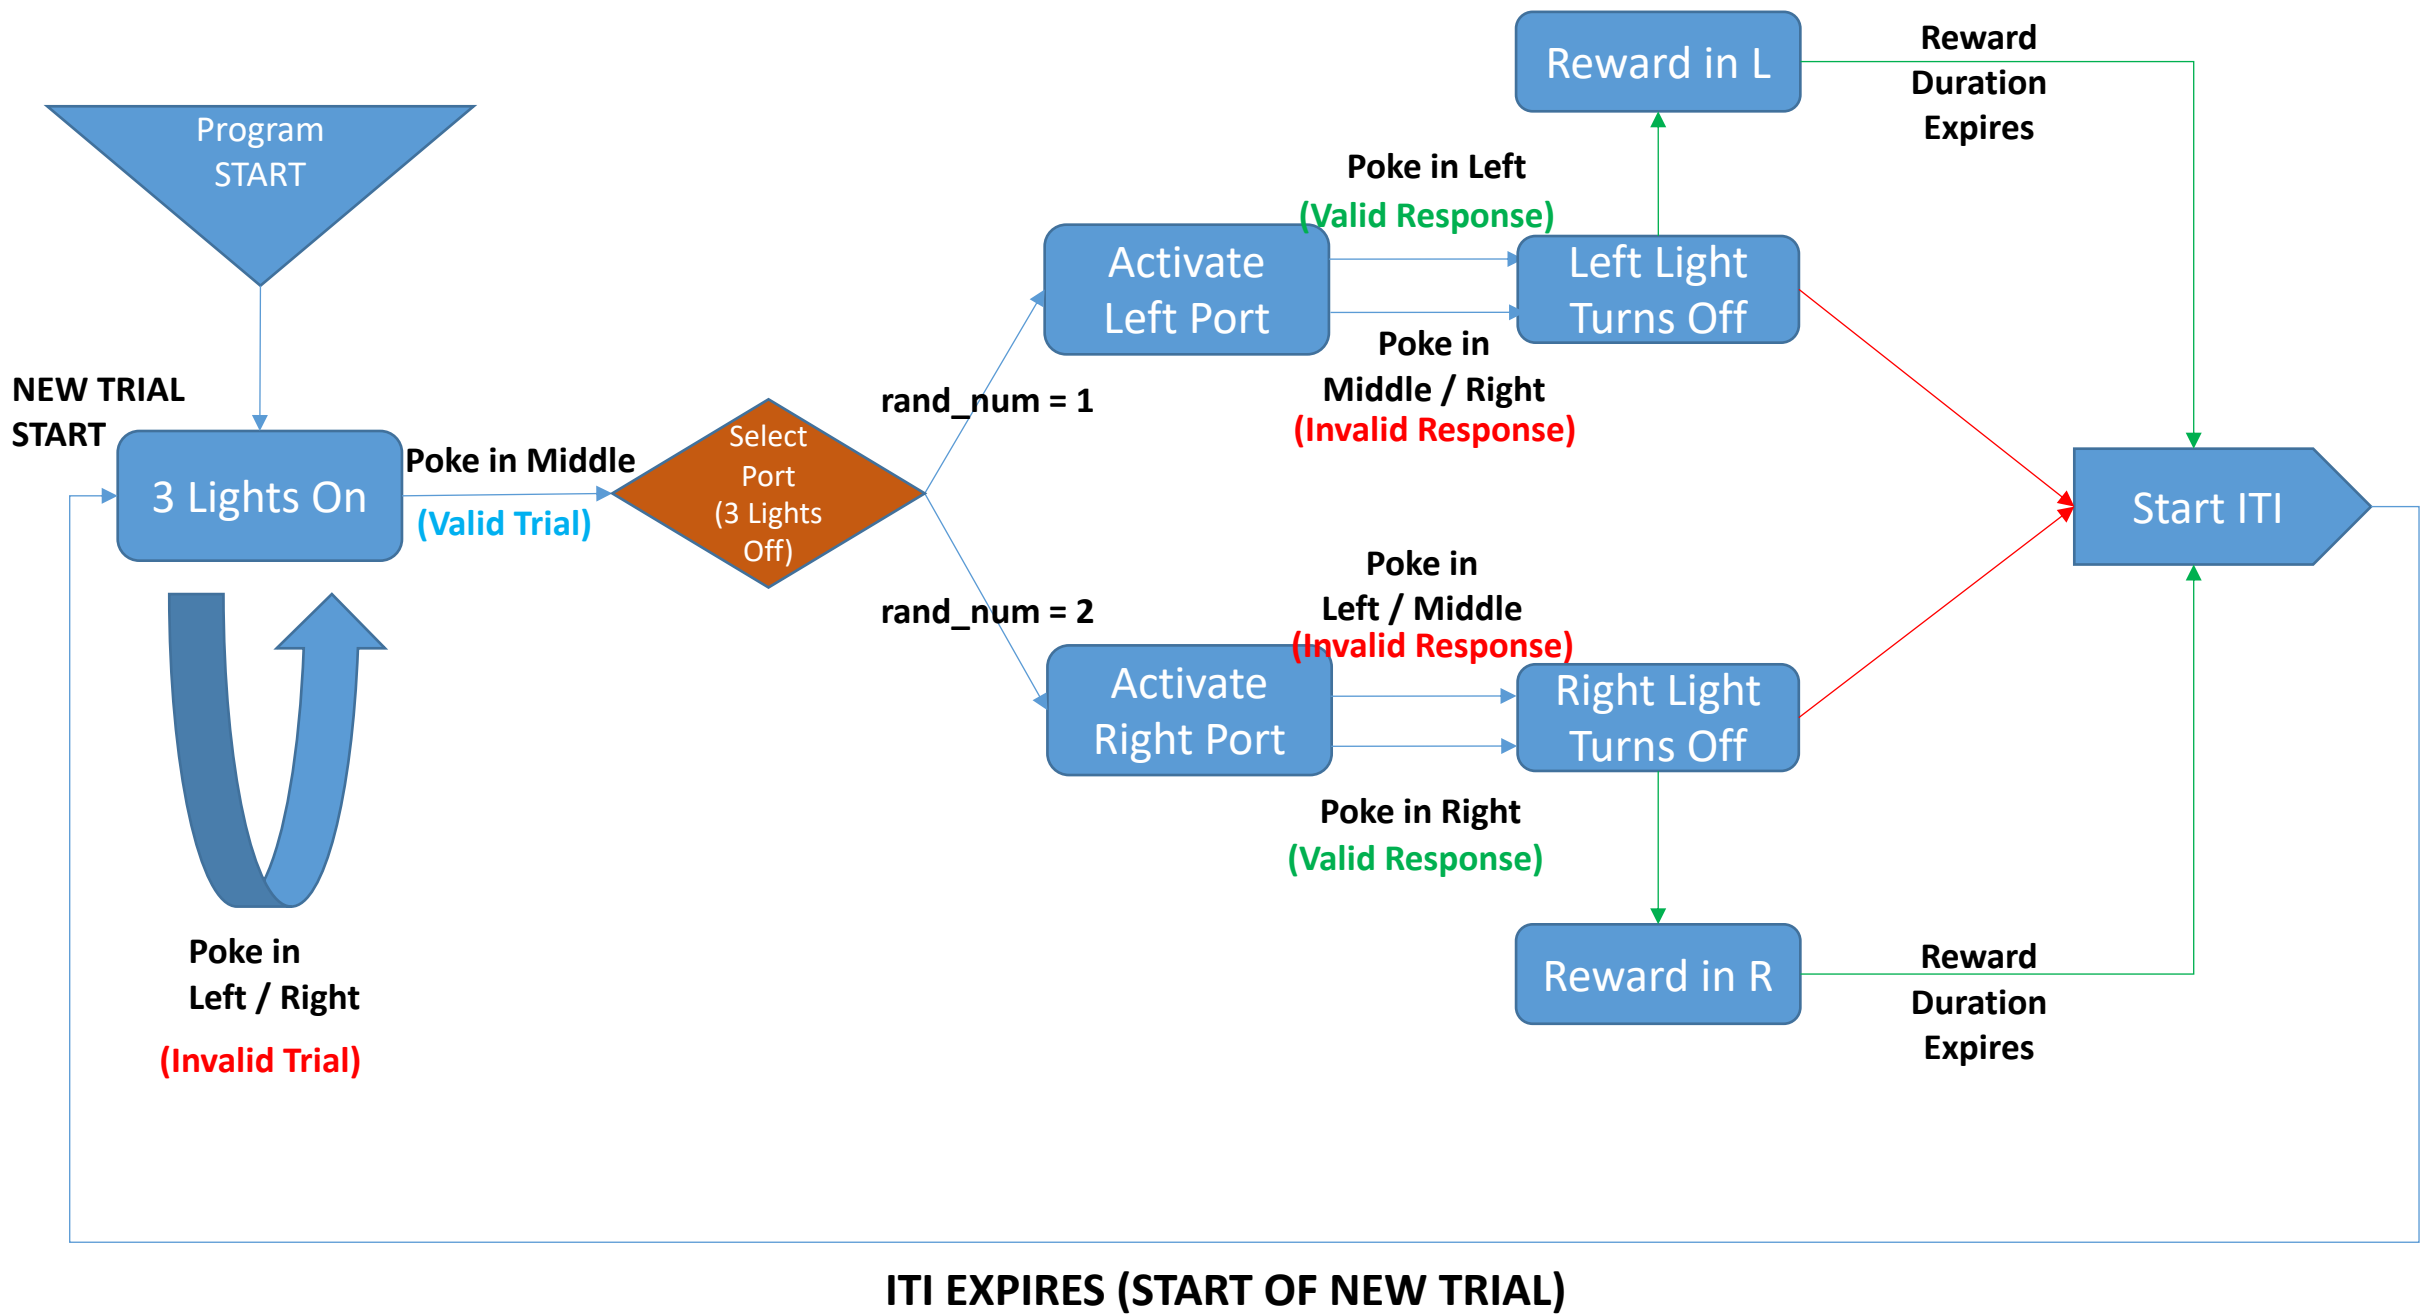 Program
START
NEW TRIAL
START
3 Lights On
Poke in Middle
(Valid Trial)
Poke in
Left / Right
(Invalid Trial)
Select
Port
(3 Lights
Off)
rand_num = 1
rand_num = 2
Activate
Left Port
Poke in Left
(Valid Response)
Poke in
Middle / Right
(Invalid Response)
Left Light
Turns Off
Reward in L
Reward
Duration
Expires
Activate
Right Port
Poke in
Left / Middle
(Invalid Response)
Poke in Right
(Valid Response)
Right Light
Turns Off
Reward in R
Reward
Duration
Expires
Start ITI
ITI EXPIRES (START OF NEW TRIAL)